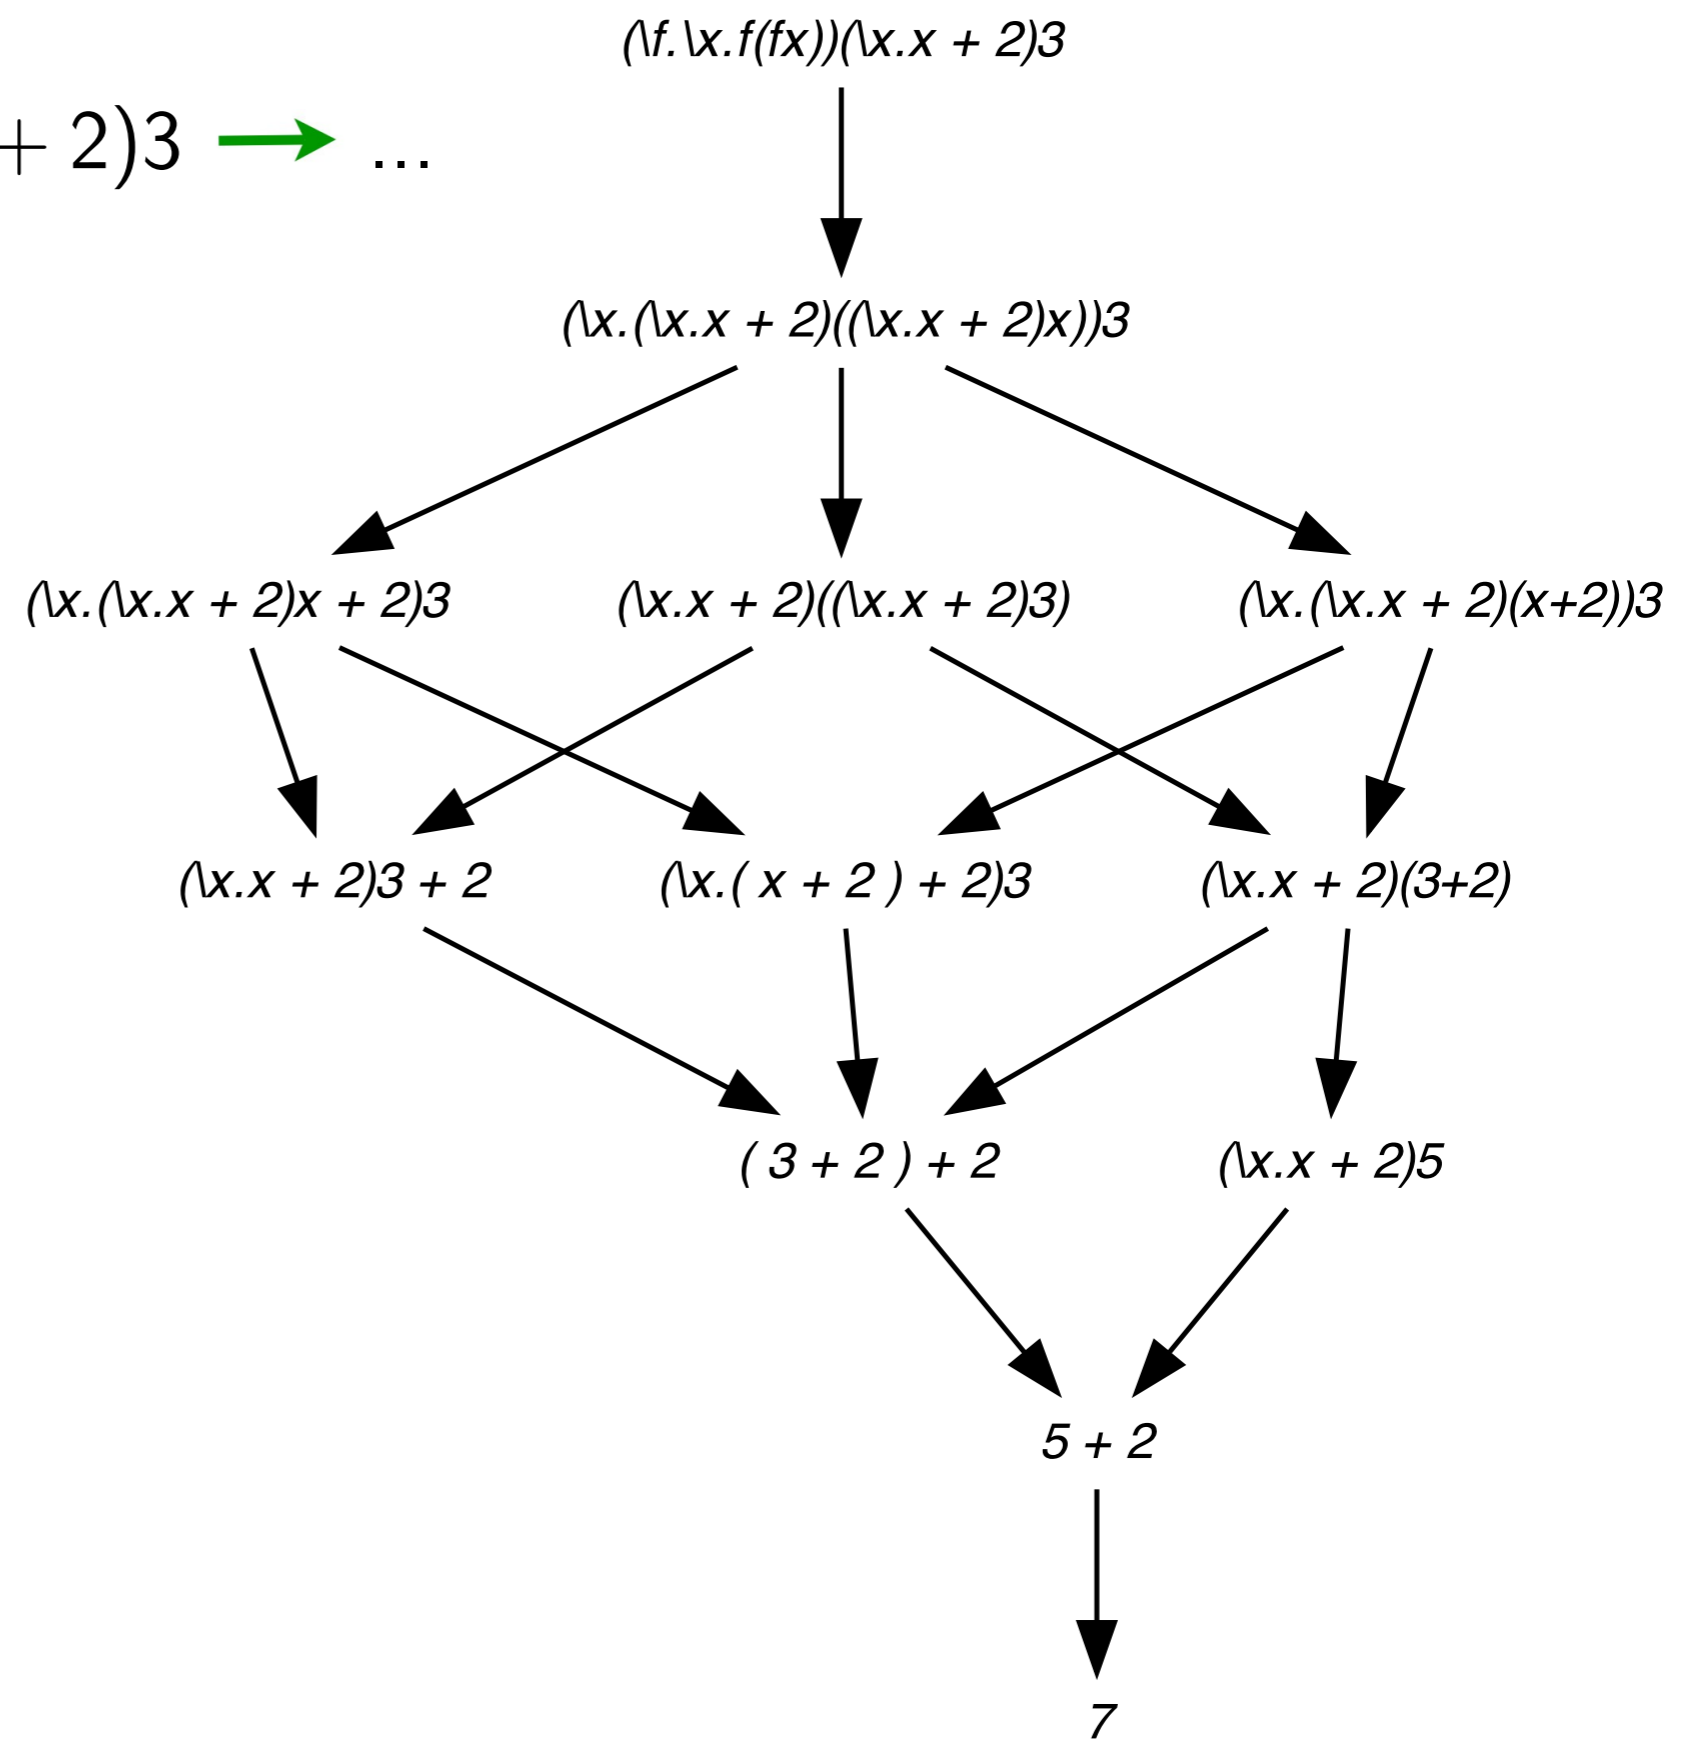 (\f.\x.f(fx))(\x.x + 2)3
+ 2)3 → ...
(\x.(\x.x + 2)((\x.x + 2)x))3
(\x.(\x.x + 2)x + 2)3
(\x.x + 2)((\x.x + 2)3)
(\x.(\x.x + 2)(x+2))3
(\x.x + 2)3 + 2
(\x.( x + 2 ) + 2)3
(\x.x + 2)(3+2)
( 3 + 2 ) + 2
(\x.x + 2)5
5 + 2
7